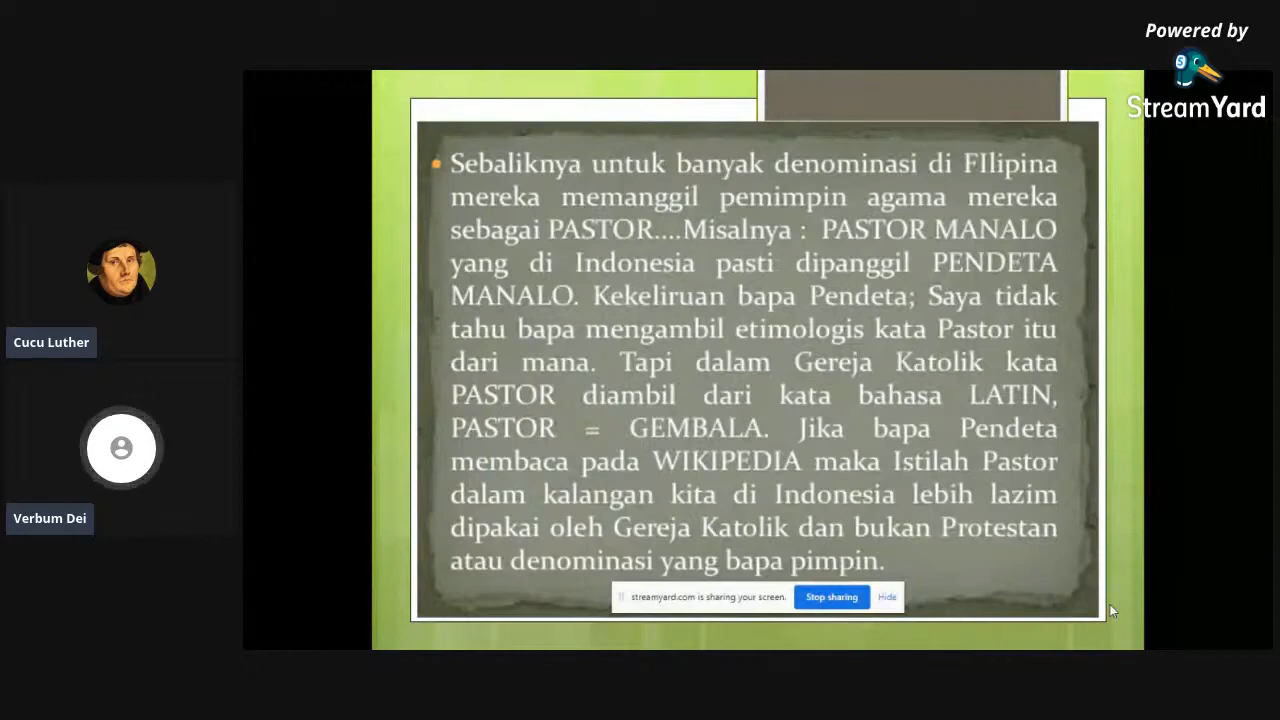 Powered by
StreamYard
Sebaliknya untuk banyak denominasi di FIlipina
mereka memanggil pemimpin agama mereka
sebagai PASTOR....Misalnya : PASTOR MANALO
yang di Indonesia pasti dipanggil PENDETA
MANALO. Kekeliruan bapa Pendeta; Saya tidak
tahu bapa mengambil etimologis kata Pastor itu
dari mana. Tapi dalam Gereja Katolik kata
PASTOR diambil dari kata bahasa LATIN,
PASTOR = GEMBALA. Jika bapa Pendeta
membaca pada WIKIPEDIA maka Istilah Pastor
dalam kalangan kita di Indonesia lebih lazim
dipakai oleh Gereja Katolik dan bukan Protestan
atau denominasi yang bapa pimpin.
streamyard.com is sharing your screen. Stop sharing Hide
Cucu Luther
Verbum Dei